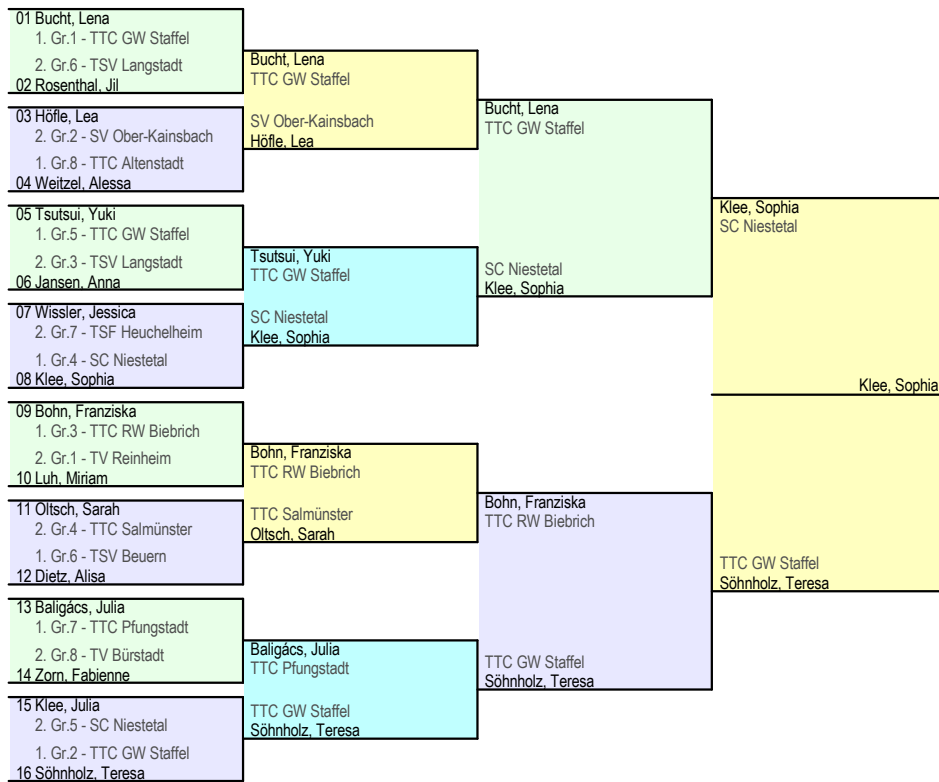 01 Bucht, Lena
1. Gr.1 - TTC GW Staffel
2. Gr.6 - TSV Langstadt
02 Rosenthal, Jil
03 Höfle, Lea
2. Gr.2 - SV Ober-Kainsbach
1. Gr.8 - TTC Altenstadt
04 Weitzel, Alessa
05 Tsutsui, Yuki
1. Gr.5 - TTC GW Staffel
2. Gr.3 - TSV Langstadt
06 Jansen, Anna
07 Wissler, Jessica
2. Gr.7 - TSF Heuchelheim
1. Gr.4 - SC Niestetal
08 Klee, Sophia
09 Bohn, Franziska
1. Gr.3 - TTC RW Biebrich
2. Gr.1 - TV Reinheim
10 Luh, Miriam
11 Oltsch, Sarah
2. Gr.4 - TTC Salmünster
1. Gr.6 - TSV Beuern
12 Dietz, Alisa
13 Baligács, Julia
1. Gr.7 - TTC Pfungstadt
2. Gr.8 - TV Bürstadt
14 Zorn, Fabienne
15 Klee, Julia
2. Gr.5 - SC Niestetal
1. Gr.2 - TTC GW Staffel
16 Söhnholz, Teresa
Bucht, Lena
TTC GW Staffel
SV Ober-Kainsbach
Höfle, Lea
Tsutsui, Yuki
TTC GW Staffel
SC Niestetal
Klee, Sophia
Bohn, Franziska
TTC RW Biebrich
TTC Salmünster
Oltsch, Sarah
Baligács, Julia
TTC Pfungstadt
TTC GW Staffel
Söhnholz, Teresa
Bucht, Lena
TTC GW Staffel
SC Niestetal
Klee, Sophia
Bohn, Franziska
TTC RW Biebrich
TTC GW Staffel
Söhnholz, Teresa
Klee, Sophia
SC Niestetal
TTC GW Staffel
Söhnholz, Teresa
Klee, Sophia